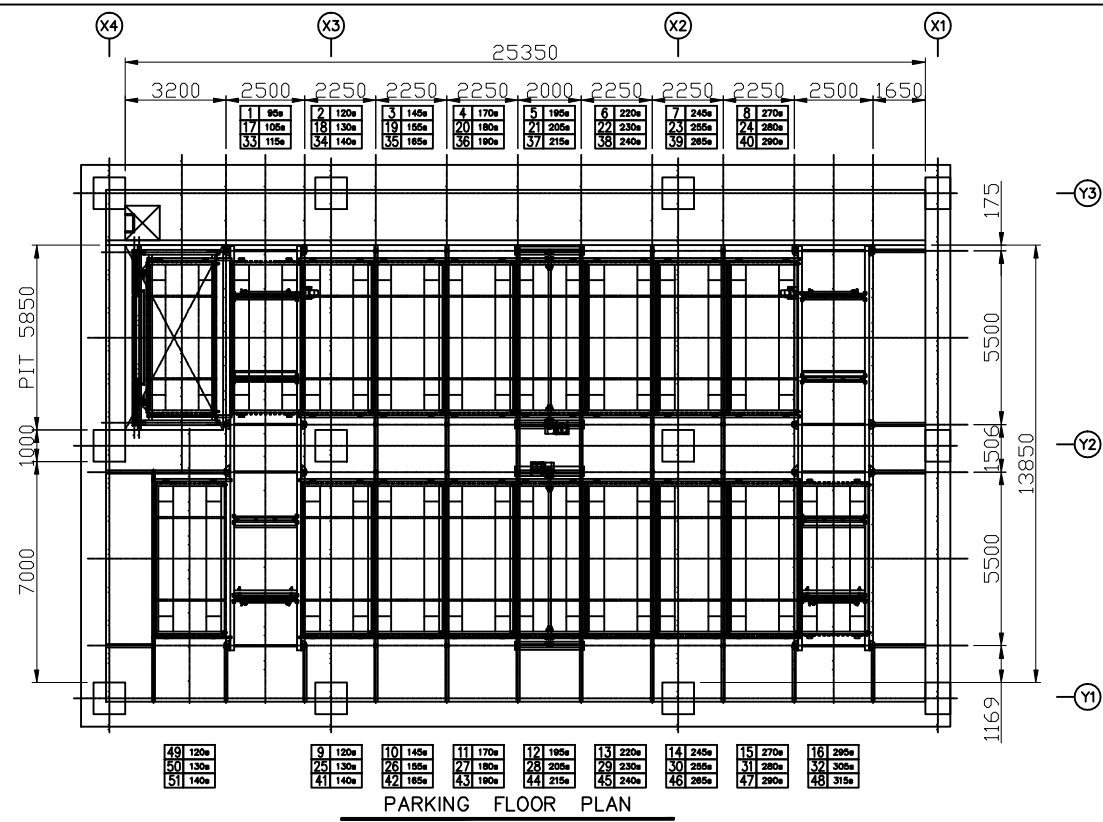 X4 X3 X2 X1
25350
3200 2500 2250 2250 2250 2000 2250 2250 2250 2500 1650
1 95s 2 120s 3 145s 4 170s 5 195s 6 220s 7 245s 8 270s
17 105s 18 130s 19 155s 20 180s 21 205s 22 230s 23 255s 24 280s
33 115s 34 140s 35 165s 36 190s 37 215s 38 240s 39 265s 40 290s
175
Y3
PIT 5850
5500
1000
1506
13850
Y2
7000
5500
1169
Y1
49 120s 9 120s 10 145s 11 170s 12 195s 13 220s 14 245s 15 270s 16 295s
50 130s 25 130s 26 155s 27 180s 28 205s 29 230s 30 255s 31 280s 32 305s
51 140s 41 140s 42 165s 43 190s 44 215s 45 240s 46 265s 47 290s 48 315s
PARKING FLOOR PLAN